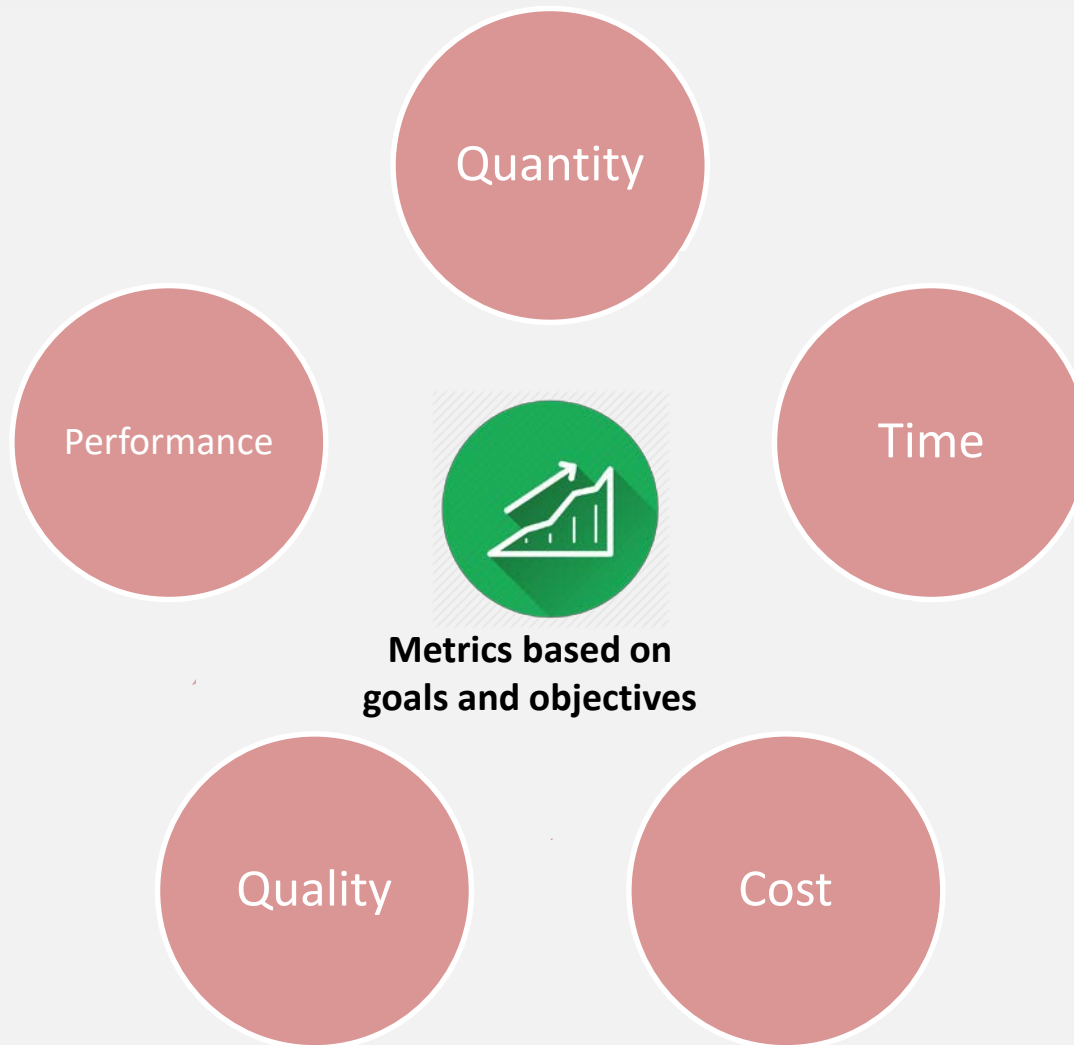 Quantity
Performance
Time
Metrics based on
goals and objectives
Quality
Cost